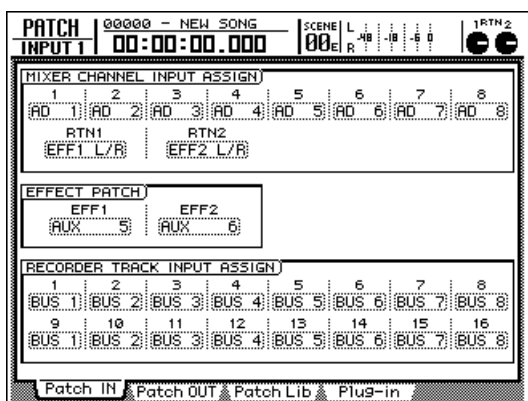 PATCH 00000 - NEW SONG SCENE L -48 -18 -6 0 1 RTN 2
INPUT 1 00:00:00.000 00E R
MIXER CHANNEL INPUT ASSIGN
1 2 3 4 5 6 7 8
AD 1 AD 2 AD 3 AD 4 AD 5 AD 6 AD 7 AD 8
RTN1 RTN2
EFF1 L/R EFF2 L/R
EFFECT PATCH
EFF1 EFF2
AUX 5 AUX 6
RECORDER TRACK INPUT ASSIGN
1 2 3 4 5 6 7 8
BUS 1 BUS 2 BUS 3 BUS 4 BUS 5 BUS 6 BUS 7 BUS 8
9 10 11 12 13 14 15 16
BUS 1 BUS 2 BUS 3 BUS 4 BUS 5 BUS 6 BUS 7 BUS 8
Patch IN Patch OUT Patch Lib Plug-in